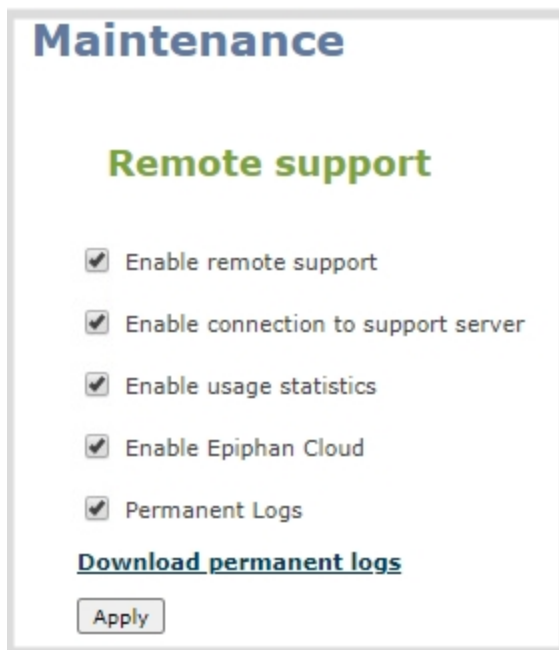 Maintenance
Remote support
Enable remote support
Enable connection to support server
Enable usage statistics
Enable Epiphan Cloud
Permanent Logs
Download permanent logs
Apply